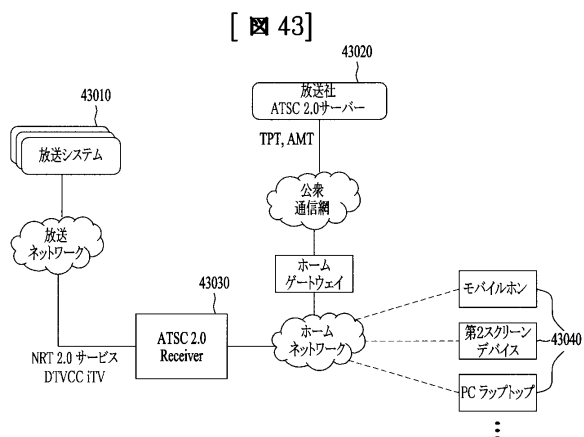 [図 43]
43020
放送社
ATSC 2.0サーバー
43010
TPT, AMT
放送システム
公衆
通信網
放送
ネットワーク
ホーム
ゲートウェイ
43030
モバイルホン
ATSC 2.0
Receiver
ホーム
ネットワーク
第2スクリーン
デバイス
43040
NRT 2.0 サービス
DTVCC iTV
PC ラップトップ